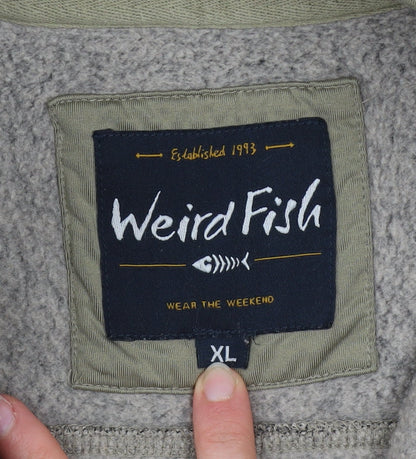 Established 1993
Weird Fish
WEAR THE WEEKEND
XL